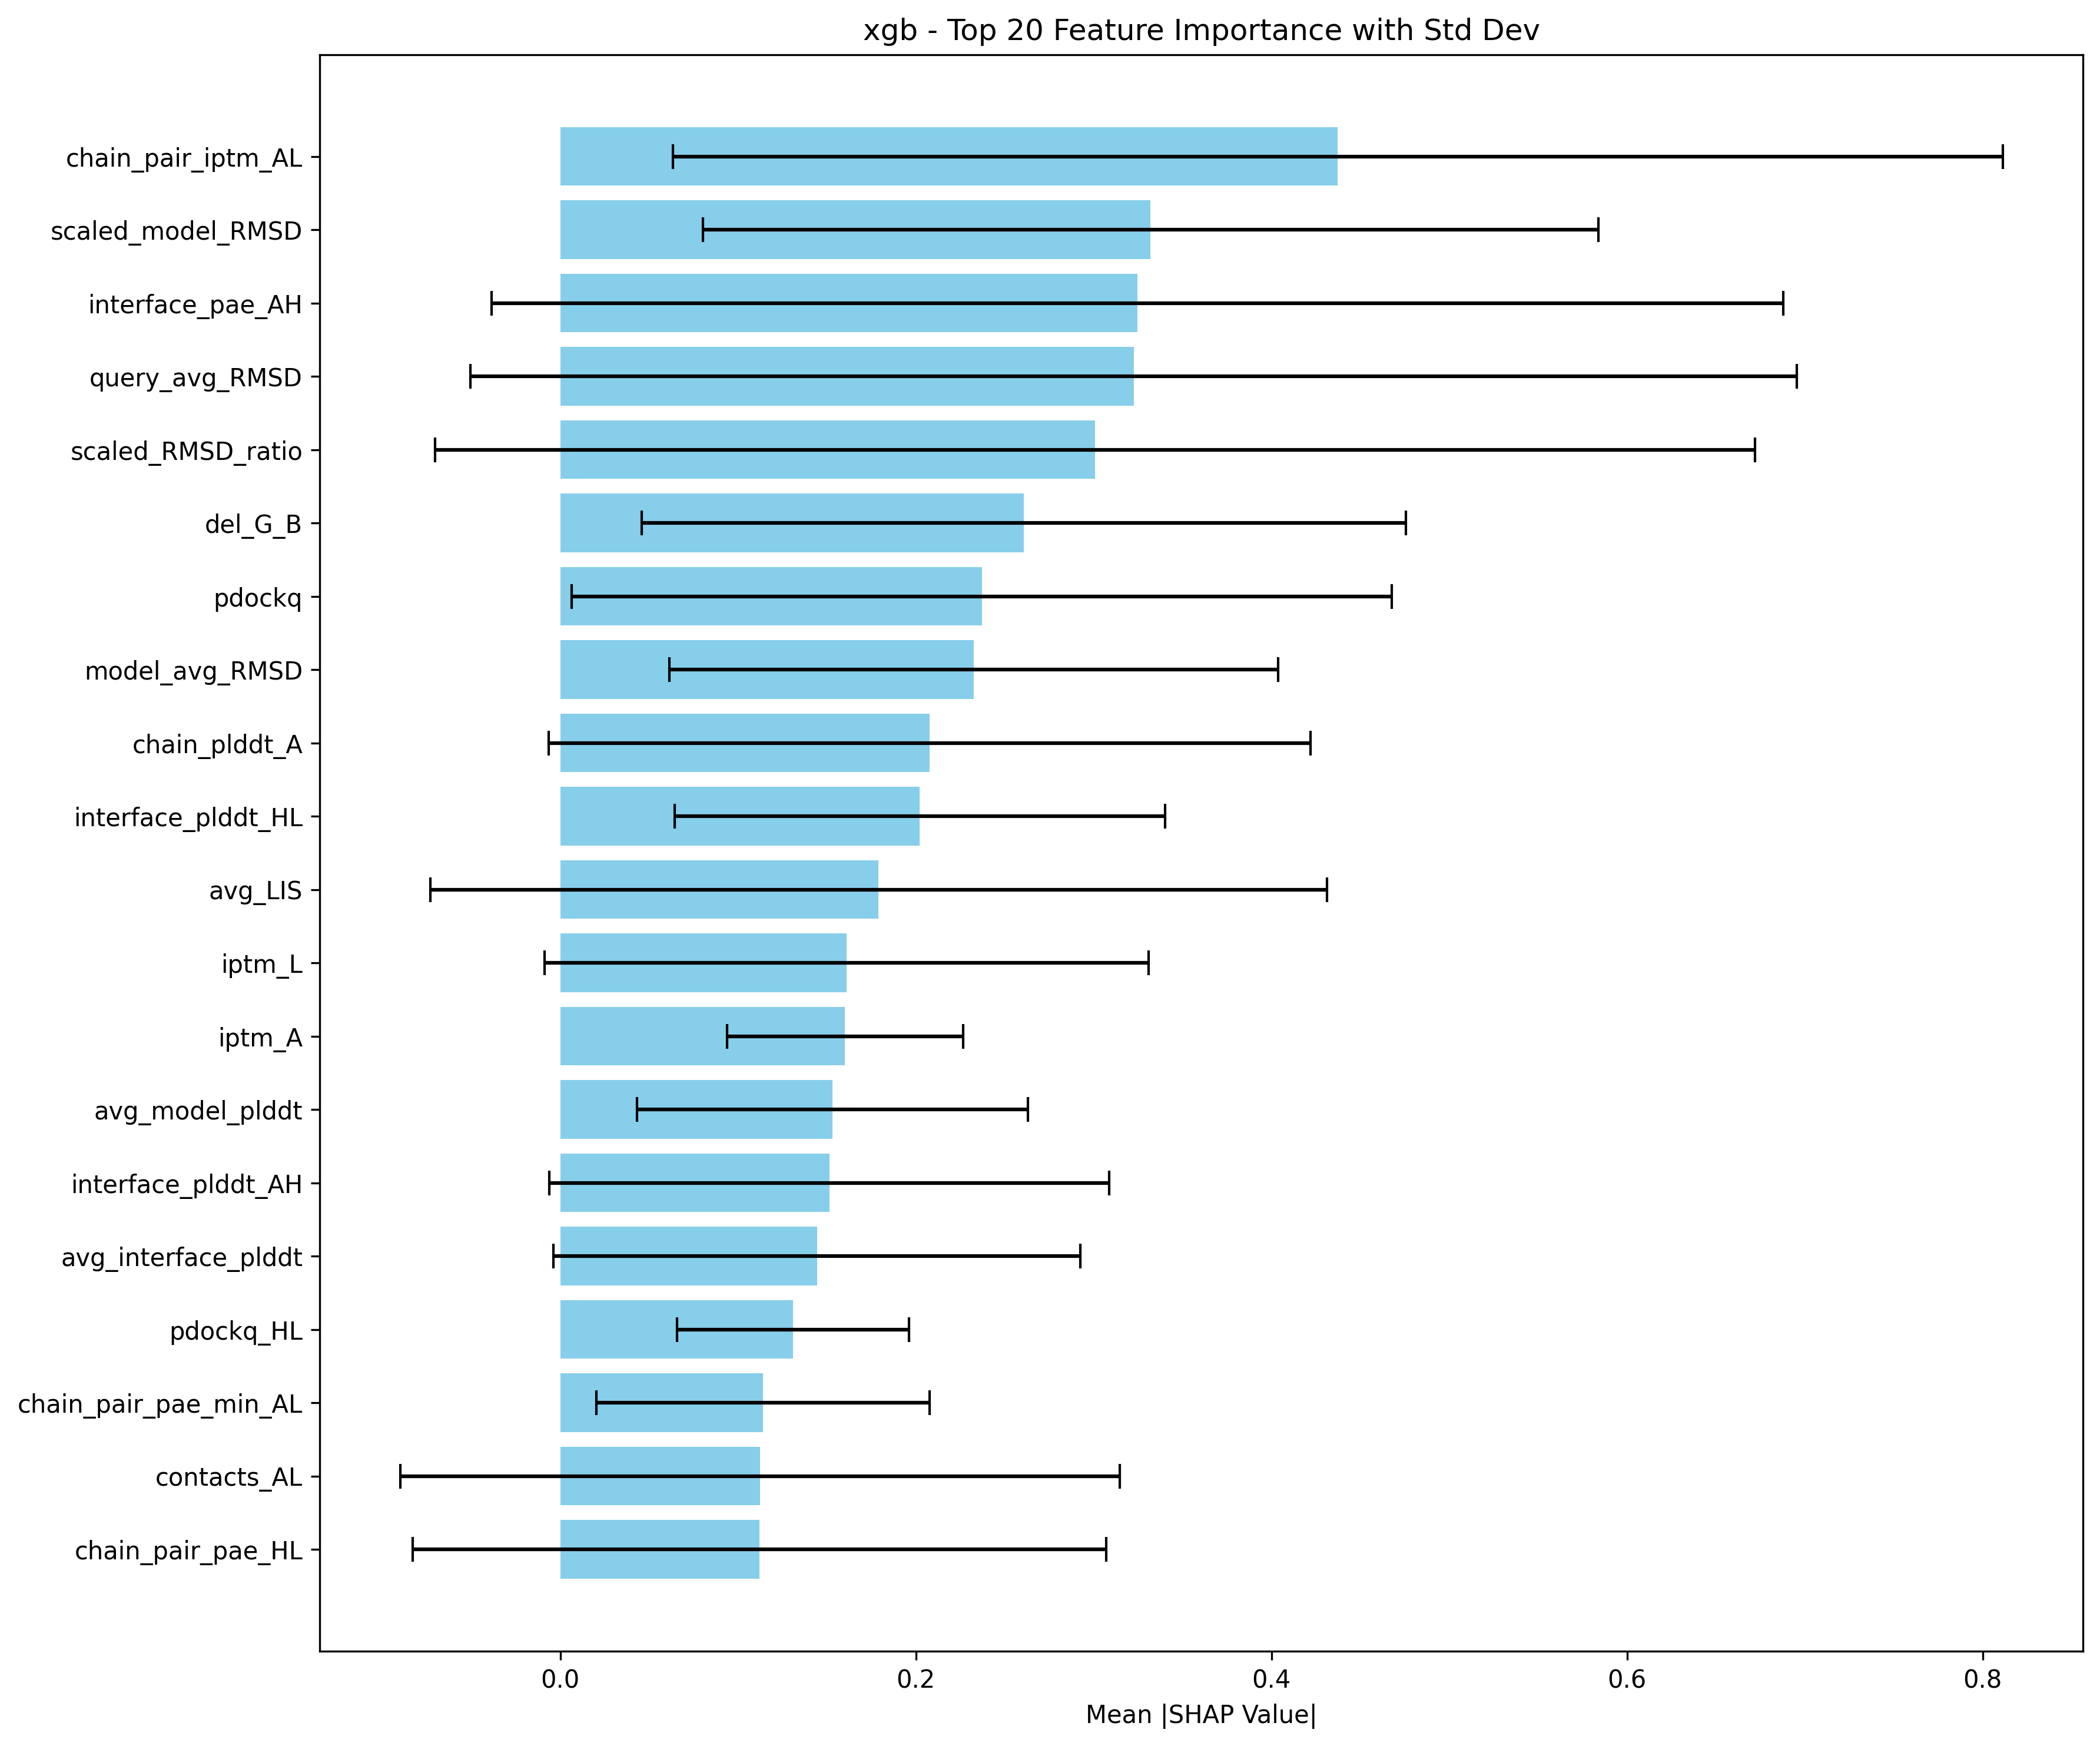 xgb - Top 20 Feature Importance with Std Dev
chain_pair_iptm_AL
scaled_model_RMSD
interface_pae_AH
query_avg_RMSD
scaled_RMSD_ratio
del_G_B
pdockq
model_avg_RMSD
chain_plddt_A
interface_plddt_HL
avg_LIS
iptm_L
iptm_A
avg_model_plddt
interface_plddt_AH
avg_interface_plddt
pdockq_HL
chain_pair_pae_min_AL
contacts_AL
chain_pair_pae_HL
0.0 0.2 0.4 0.6 0.8
Mean |SHAP Value|